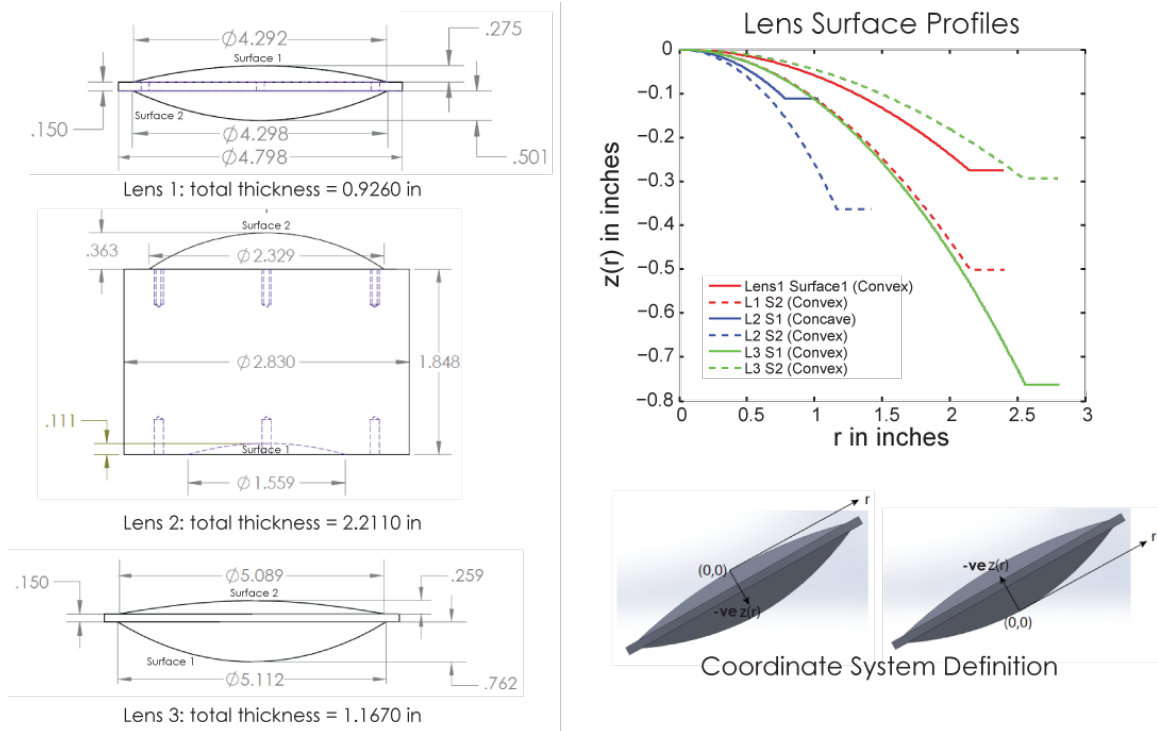 Ø4.292
.275
Surface 1
.150
Surface 2
Ø4.298
Ø4.798
.501
Lens 1: total thickness = 0.9260 in
Surface 2
.363
Ø2.329
Ø2.830
1.848
.111
Surface 1
Ø1.559
Lens 2: total thickness = 2.2110 in
.150
Ø5.089
.259
Surface 2
Surface 1
Ø5.112
.762
Lens 3: total thickness = 1.1670 in
Lens Surface Profiles
0
−0.1
−0.2
−0.3
−0.4
−0.5
−0.6
−0.7
−0.8
z(r) in inches
Lens1 Surface1 (Convex)
L1 S2 (Convex)
L2 S1 (Concave)
L2 S2 (Convex)
L3 S1 (Convex)
L3 S2 (Convex)
0 0.5 1 1.5 2 2.5 3
r in inches
r
(0,0)
-ve z(r)
r
-ve z(r)
(0,0)
Coordinate System Definition